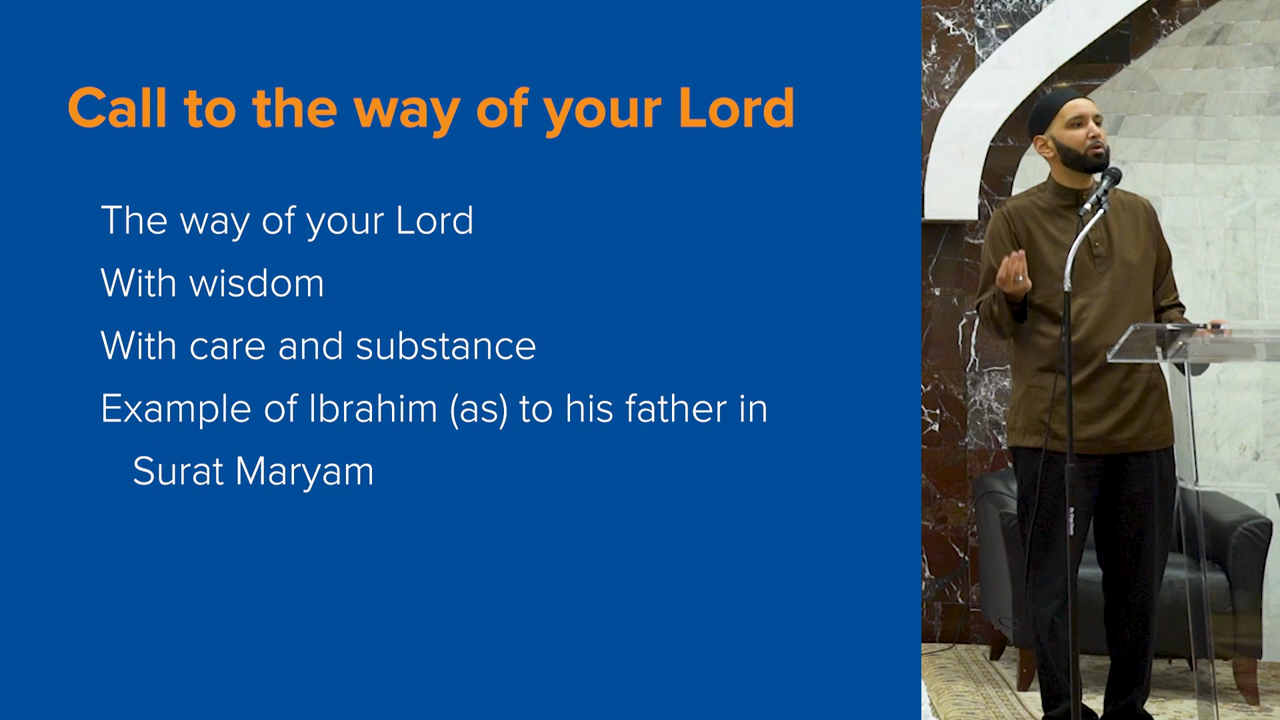 Call to the way of your Lord
The way of your Lord
With wisdom
With care and substance
Example of Ibrahim (as) to his father in
Surat Maryam